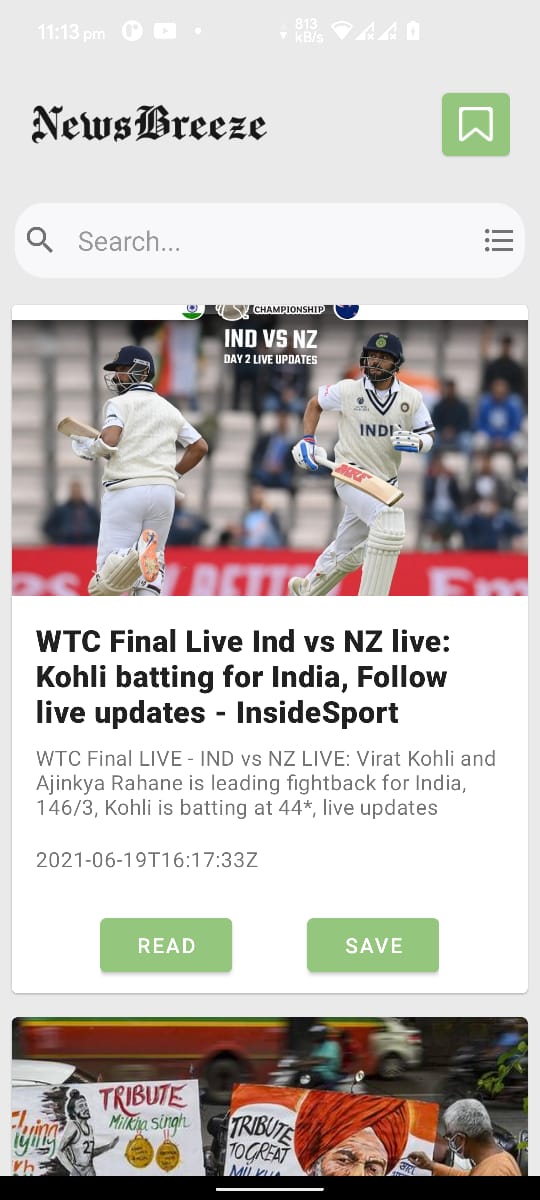 11:13 pm
813
kB/s
NewsBreeze
Search...
CHAMPIONSHIP
IND VS NZ
DAY 2 LIVE UPDATES
INDI
WTC Final Live Ind vs NZ live:
Kohli batting for India, Follow
live updates - InsideSport
WTC Final LIVE - IND vs NZ LIVE: Virat Kohli and
Ajinkya Rahane is leading fightback for India,
146/3, Kohli is batting at 44*, live updates
2021-06-19T16:17:33Z
READ
SAVE
TRIBUTE
Milkha Singh
Flying
TRIBUTE
TO GREAT
MILKHA